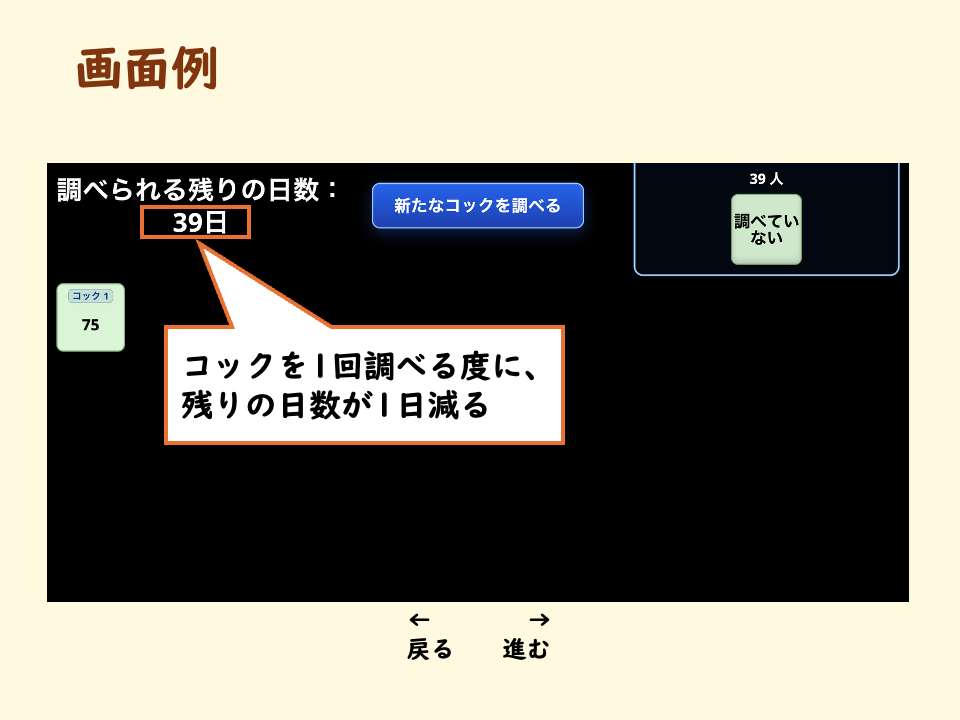 画面例
調べられる残りの日数：
39日
新たなコックを調べる
39 人
調べてい
ない
コック 1
75
コックを1回調べる度に、
残りの日数が1日減る
← →
戻る 進む